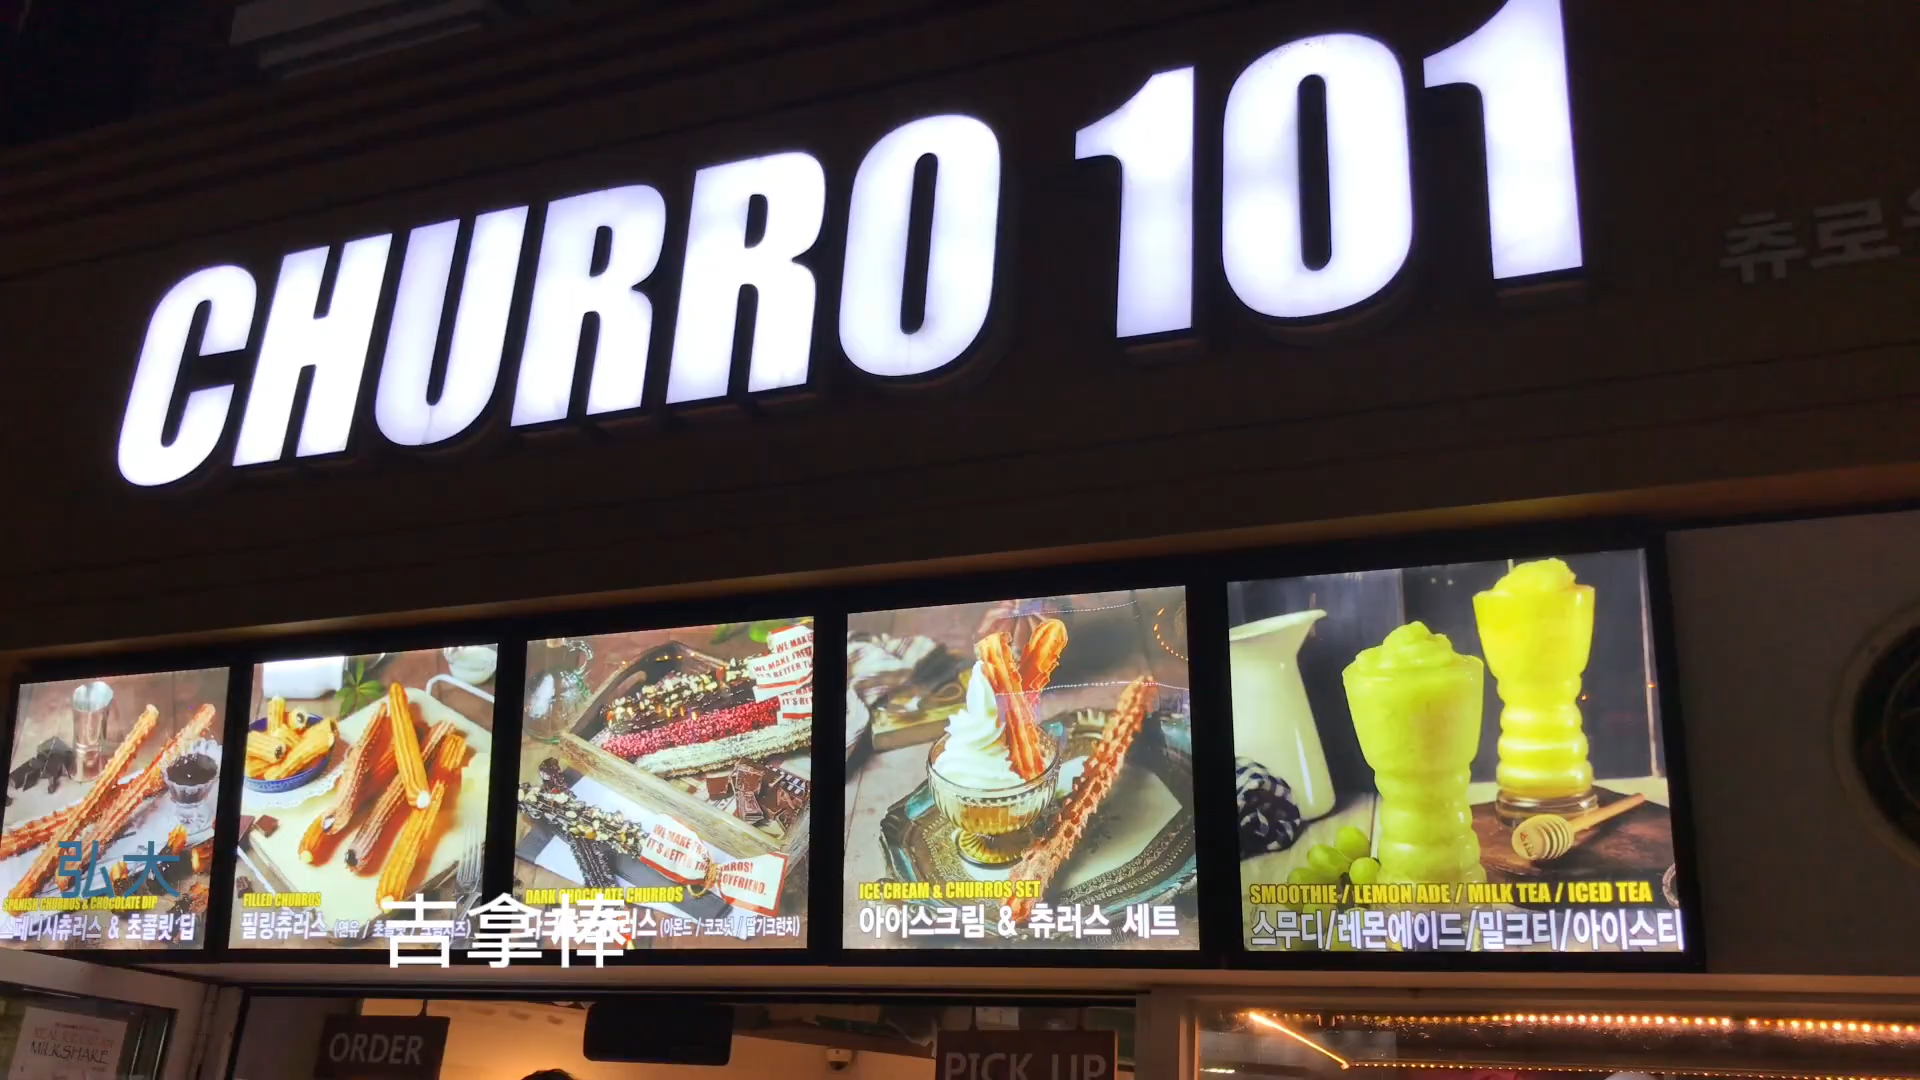 CHURRO 101
츄로
SPANISH CHURROS & CHOCOLATE DIP
스페니시츄러스 & 초콜릿 딥
FILLED CHURROS
필링츄러스
DARK CHOCOLATE CHURROS
(아몬드 / 코코넛 / 딸기크런치)
ICE CREAM & CHURROS SET
아이스크림 & 츄러스 세트
SMOOTHIE / LEMON ADE / MILK TEA / ICED TEA
스무디/레몬에이드/밀크티/아이스티
弘大
吉拿棒
ORDER
PICK UP
MILKSHAKE